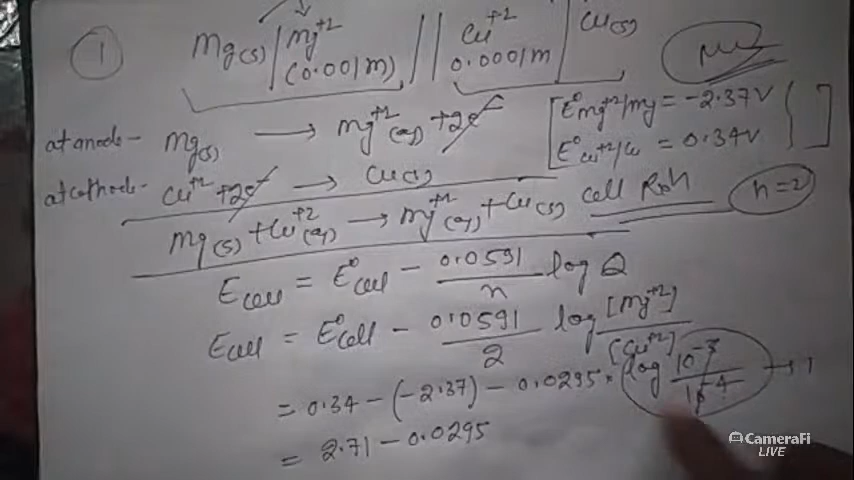 ① Mg(s) | Mg+2 (0.001M) || Cu+2 0.0001M | Cu(s)
[E°Mg+2/Mg = -2.37V
E°Cu+2/Cu = 0.34V]
at anode - Mg(s) → Mg+2(aq) + 2e-
at cathode - Cu+2 + 2e- → Cu(s)
Mg(s) + Cu+2(aq) → Mg+2(aq) + Cu(s) cell Rxn n=2
Ecell = E°cell - 0.0591/n log Q
Ecell = E°cell - 0.0591/2 log [Mg+2]/[Cu+2]
= 0.34 - (-2.37) - 0.0295 × log 10-3/10-4 → 1
= 2.71 - 0.0295
CameraFi
LIVE